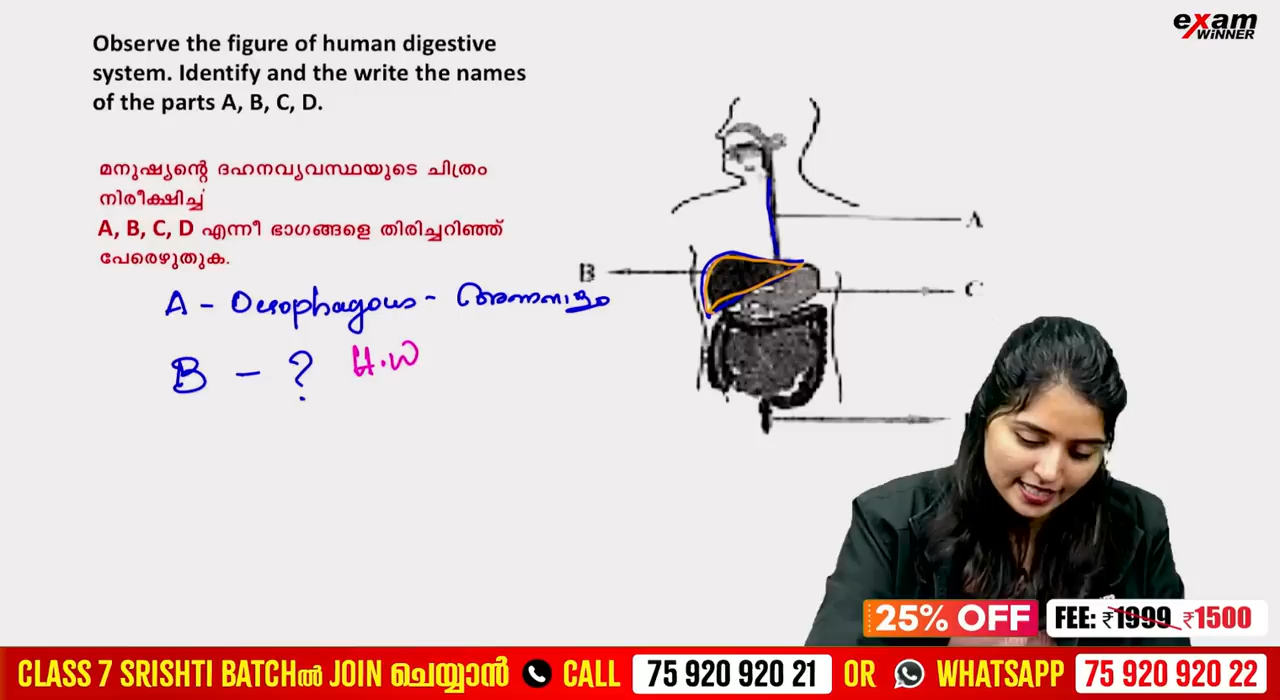 exam
WINNER
Observe the figure of human digestive
system. Identify and the write the names
of the parts A, B, C, D.
മനുഷ്യന്റെ ദഹനവ്യവസ്ഥയുടെ ചിത്രം
നിരീക്ഷിച്ച്
A, B, C, D എന്നീ ഭാഗങ്ങളെ തിരിച്ചറിഞ്ഞ്
പേരെഴുതുക.
A
B
C
A - Oesophagous - അന്നനാളം
B - ? H.W
25% OFF
FEE: ₹1999 ₹1500
CLASS 7 SRISHTI BATCHൽ JOIN ചെയ്യാൻ CALL 75 920 920 21 OR WHATSAPP 75 920 920 22